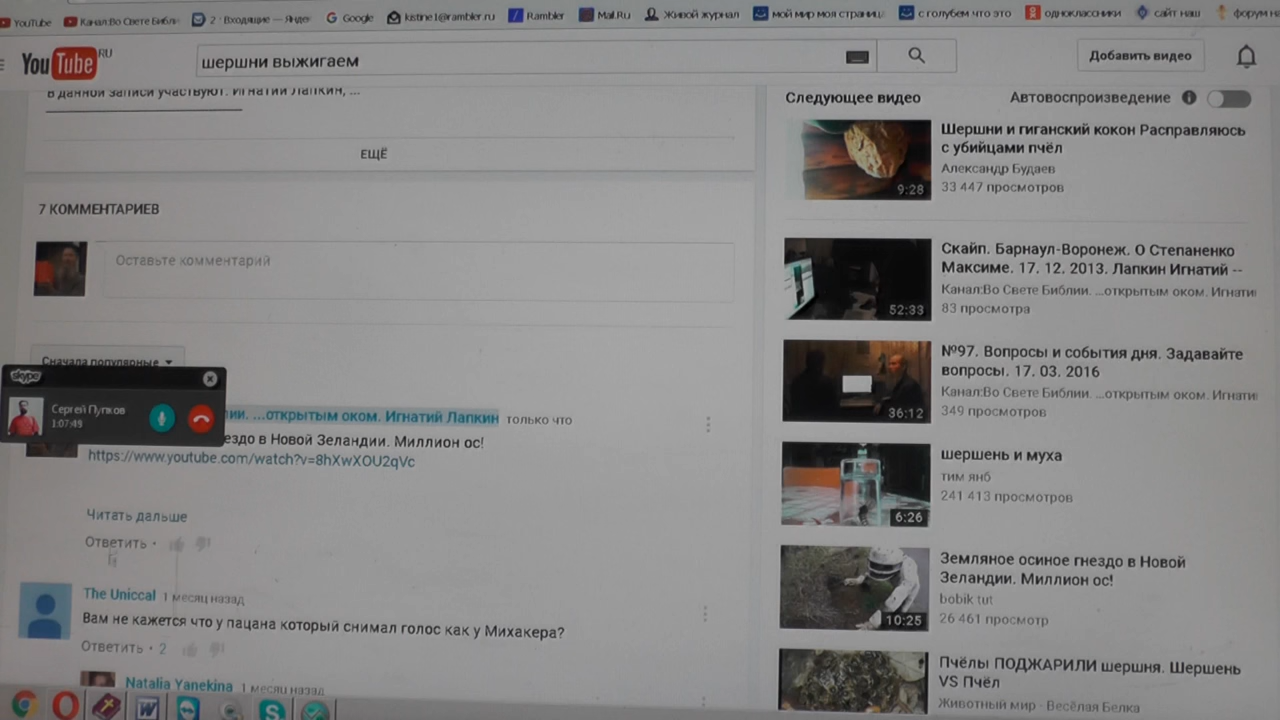 YouTube
Канал:Во Свете Библи
2 · Входящие — Янде
Google
kistine1@rambler.ru
Rambler
Mail.Ru
Живой журнал
мой мир моя страница
с голубем что это
одноклассники
сайт наш
форум на
YouTube RU
шершни выжигаем
Добавить видео
В данной записи участвуют: Игнатий Лапкин, ...
ЕЩЁ
7 КОММЕНТАРИЕВ
Оставьте комментарий
Сначала популярные
skype
Сергей Пупков
1:07:49
лии. ...открытым оком. Игнатий Лапкин только что
ездо в Новой Зеландии. Миллион ос!
https://www.youtube.com/watch?v=8hXwXOU2qVc
Читать дальше
Ответить ·
The Uniccal 1 месяц назад
Вам не кажется что у пацана который снимал голос как у Михакера?
Ответить · 2
Natalia Yanekina 1 месяц назад
Следующее видео
Автовоспроизведение
Шершни и гиганский кокон Расправляюсь
с убийцами пчёл
Александр Будаев
33 447 просмотров
9:28
Скайп. Барнаул-Воронеж. О Степаненко
Максиме. 17. 12. 2013. Лапкин Игнатий --
Канал:Во Свете Библии. ...открытым оком. Игнати
83 просмотра
52:33
№97. Вопросы и события дня. Задавайте
вопросы. 17. 03. 2016
Канал:Во Свете Библии. ...открытым оком. Игнати
349 просмотров
36:12
шершень и муха
тим янб
241 413 просмотров
6:26
Земляное осиное гнездо в Новой
Зеландии. Миллион ос!
bobik tut
26 461 просмотр
10:25
Пчёлы ПОДЖАРИЛИ шершня. Шершень
VS Пчёл
Животный мир - Весёлая Белка